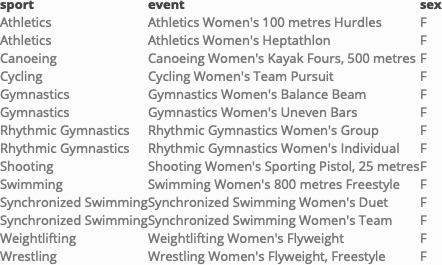 sport event sex
Athletics Athletics Women's 100 metres Hurdles F
Athletics Athletics Women's Heptathlon F
Canoeing Canoeing Women's Kayak Fours, 500 metres F
Cycling Cycling Women's Team Pursuit F
Gymnastics Gymnastics Women's Balance Beam F
Gymnastics Gymnastics Women's Uneven Bars F
Rhythmic Gymnastics Rhythmic Gymnastics Women's Group F
Rhythmic Gymnastics Rhythmic Gymnastics Women's Individual F
Shooting Shooting Women's Sporting Pistol, 25 metres F
Swimming Swimming Women's 800 metres Freestyle F
Synchronized Swimming Synchronized Swimming Women's Duet F
Synchronized Swimming Synchronized Swimming Women's Team F
Weightlifting Weightlifting Women's Flyweight F
Wrestling Wrestling Women's Flyweight, Freestyle F